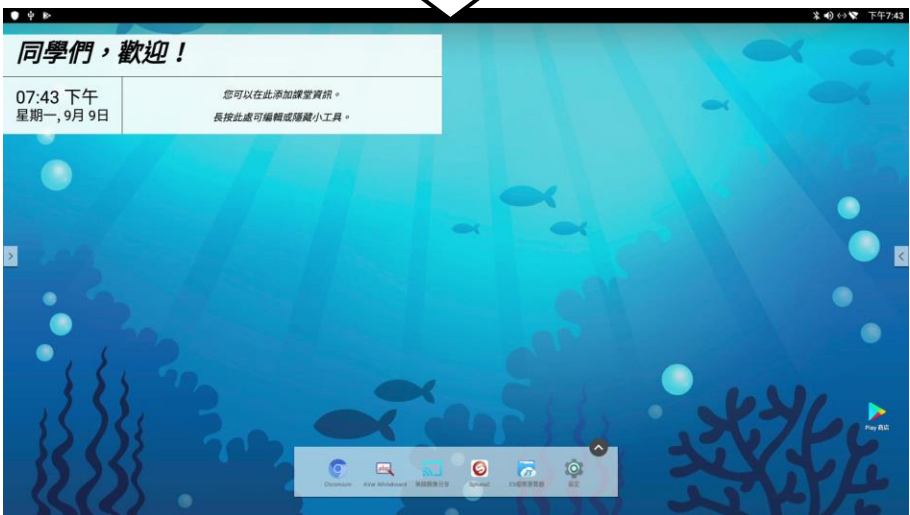 下午7:43
同學們，歡迎！
07:43 下午
星期一, 9月 9日
您可以在此添加課堂資訊。
長按此處可編輯或隱藏小工具。
Play 商店
Chromium
AVer Whiteboard
設定